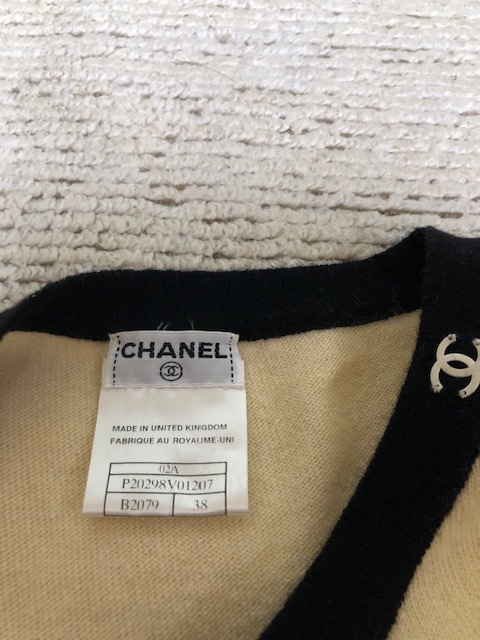 CHANEL
MADE IN UNITED KINGDOM
FABRIQUE AU ROYAUME-UNI
02A
P20298V01207
B2079 38